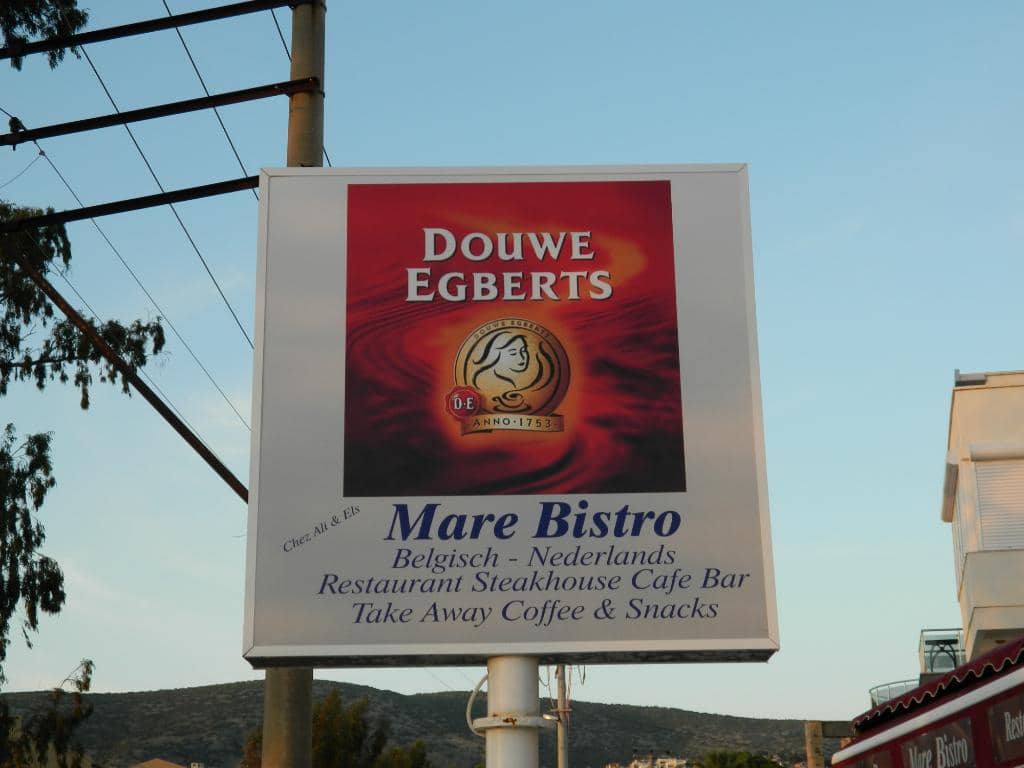 DOUWE
EGBERTS
DOUWE EGBERTS
D·E
ANNO·1753
Chez Ali & Els
Mare Bistro
Belgisch - Nederlands
Restaurant Steakhouse Cafe Bar
Take Away Coffee & Snacks
Mare Bistro
Rest